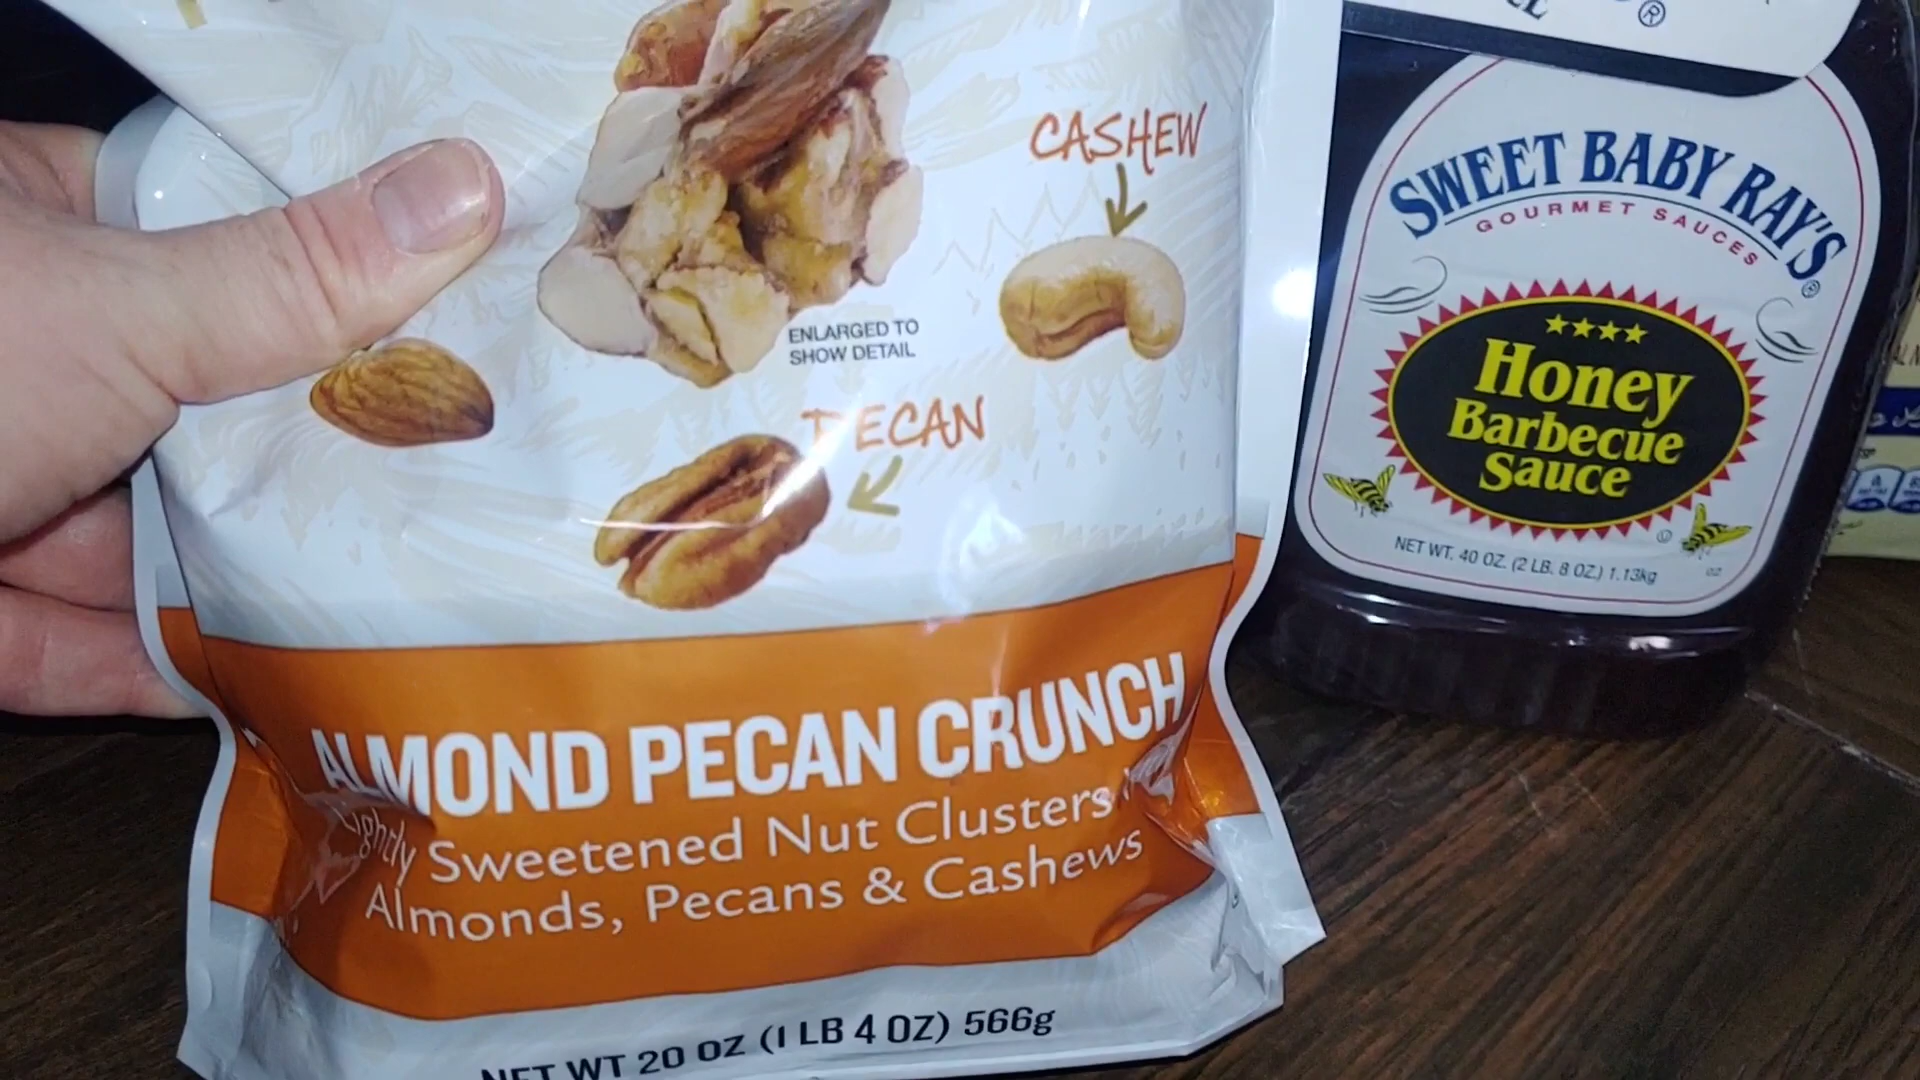 CASHEW
ENLARGED TO
SHOW DETAIL
PECAN
ALMOND PECAN CRUNCH
Lightly Sweetened Nut Clusters
Almonds, Pecans & Cashews
NET WT 20 OZ (1 LB 4 OZ) 566g
®
SWEET BABY RAY'S®
GOURMET SAUCES
Honey
Barbecue
Sauce
NET WT. 40 OZ. (2 LB. 8 OZ.) 1.13kg